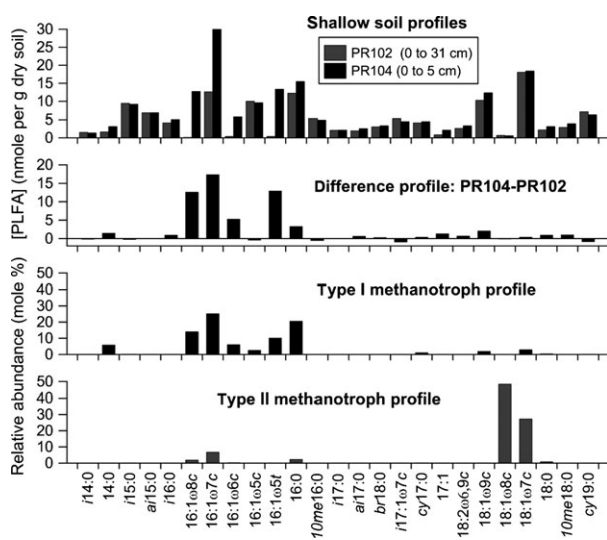 Shallow soil profiles
PR102 (0 to 31 cm)
PR104 (0 to 5 cm)
30
25
20
15
10
5
0
[PLFA] (nmole per g dry soil)
Difference profile: PR104-PR102
20
15
10
5
0
Type I methanotroph profile
50
40
30
20
10
0
Relative abundance (mole %)
Type II methanotroph profile
50
40
30
20
10
0
i14:0
14:0
i15:0
ai15:0
i16:0
16:1ω8c
16:1ω7c
16:1ω6c
16:1ω5c
16:1ω5t
16:0
10me16:0
i17:0
ai17:0
br18:0
i17:1ω7c
cy17:0
17:1
18:2ω6,9c
18:1ω9c
18:1ω8c
18:1ω7c
18:0
10me18:0
cy19:0